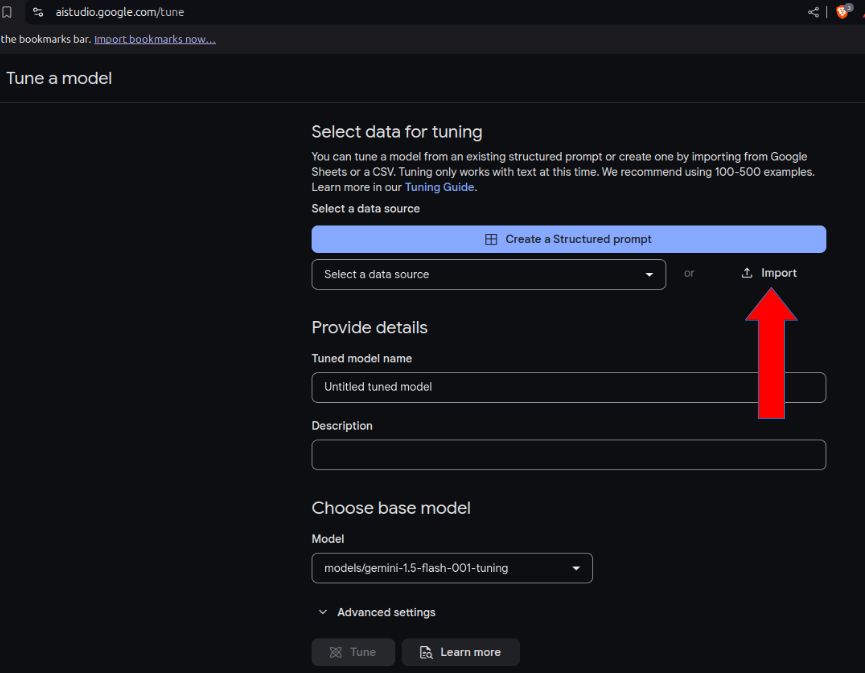 aistudio.google.com/tune
the bookmarks bar. Import bookmarks now...
Tune a model
Select data for tuning
You can tune a model from an existing structured prompt or create one by importing from Google
Sheets or a CSV. Tuning only works with text at this time. We recommend using 100-500 examples.
Learn more in our Tuning Guide.
Select a data source
Create a Structured prompt
Select a data source or Import
Provide details
Tuned model name
Untitled tuned model
Description
Choose base model
Model
models/gemini-1.5-flash-001-tuning
Advanced settings
Tune Learn more